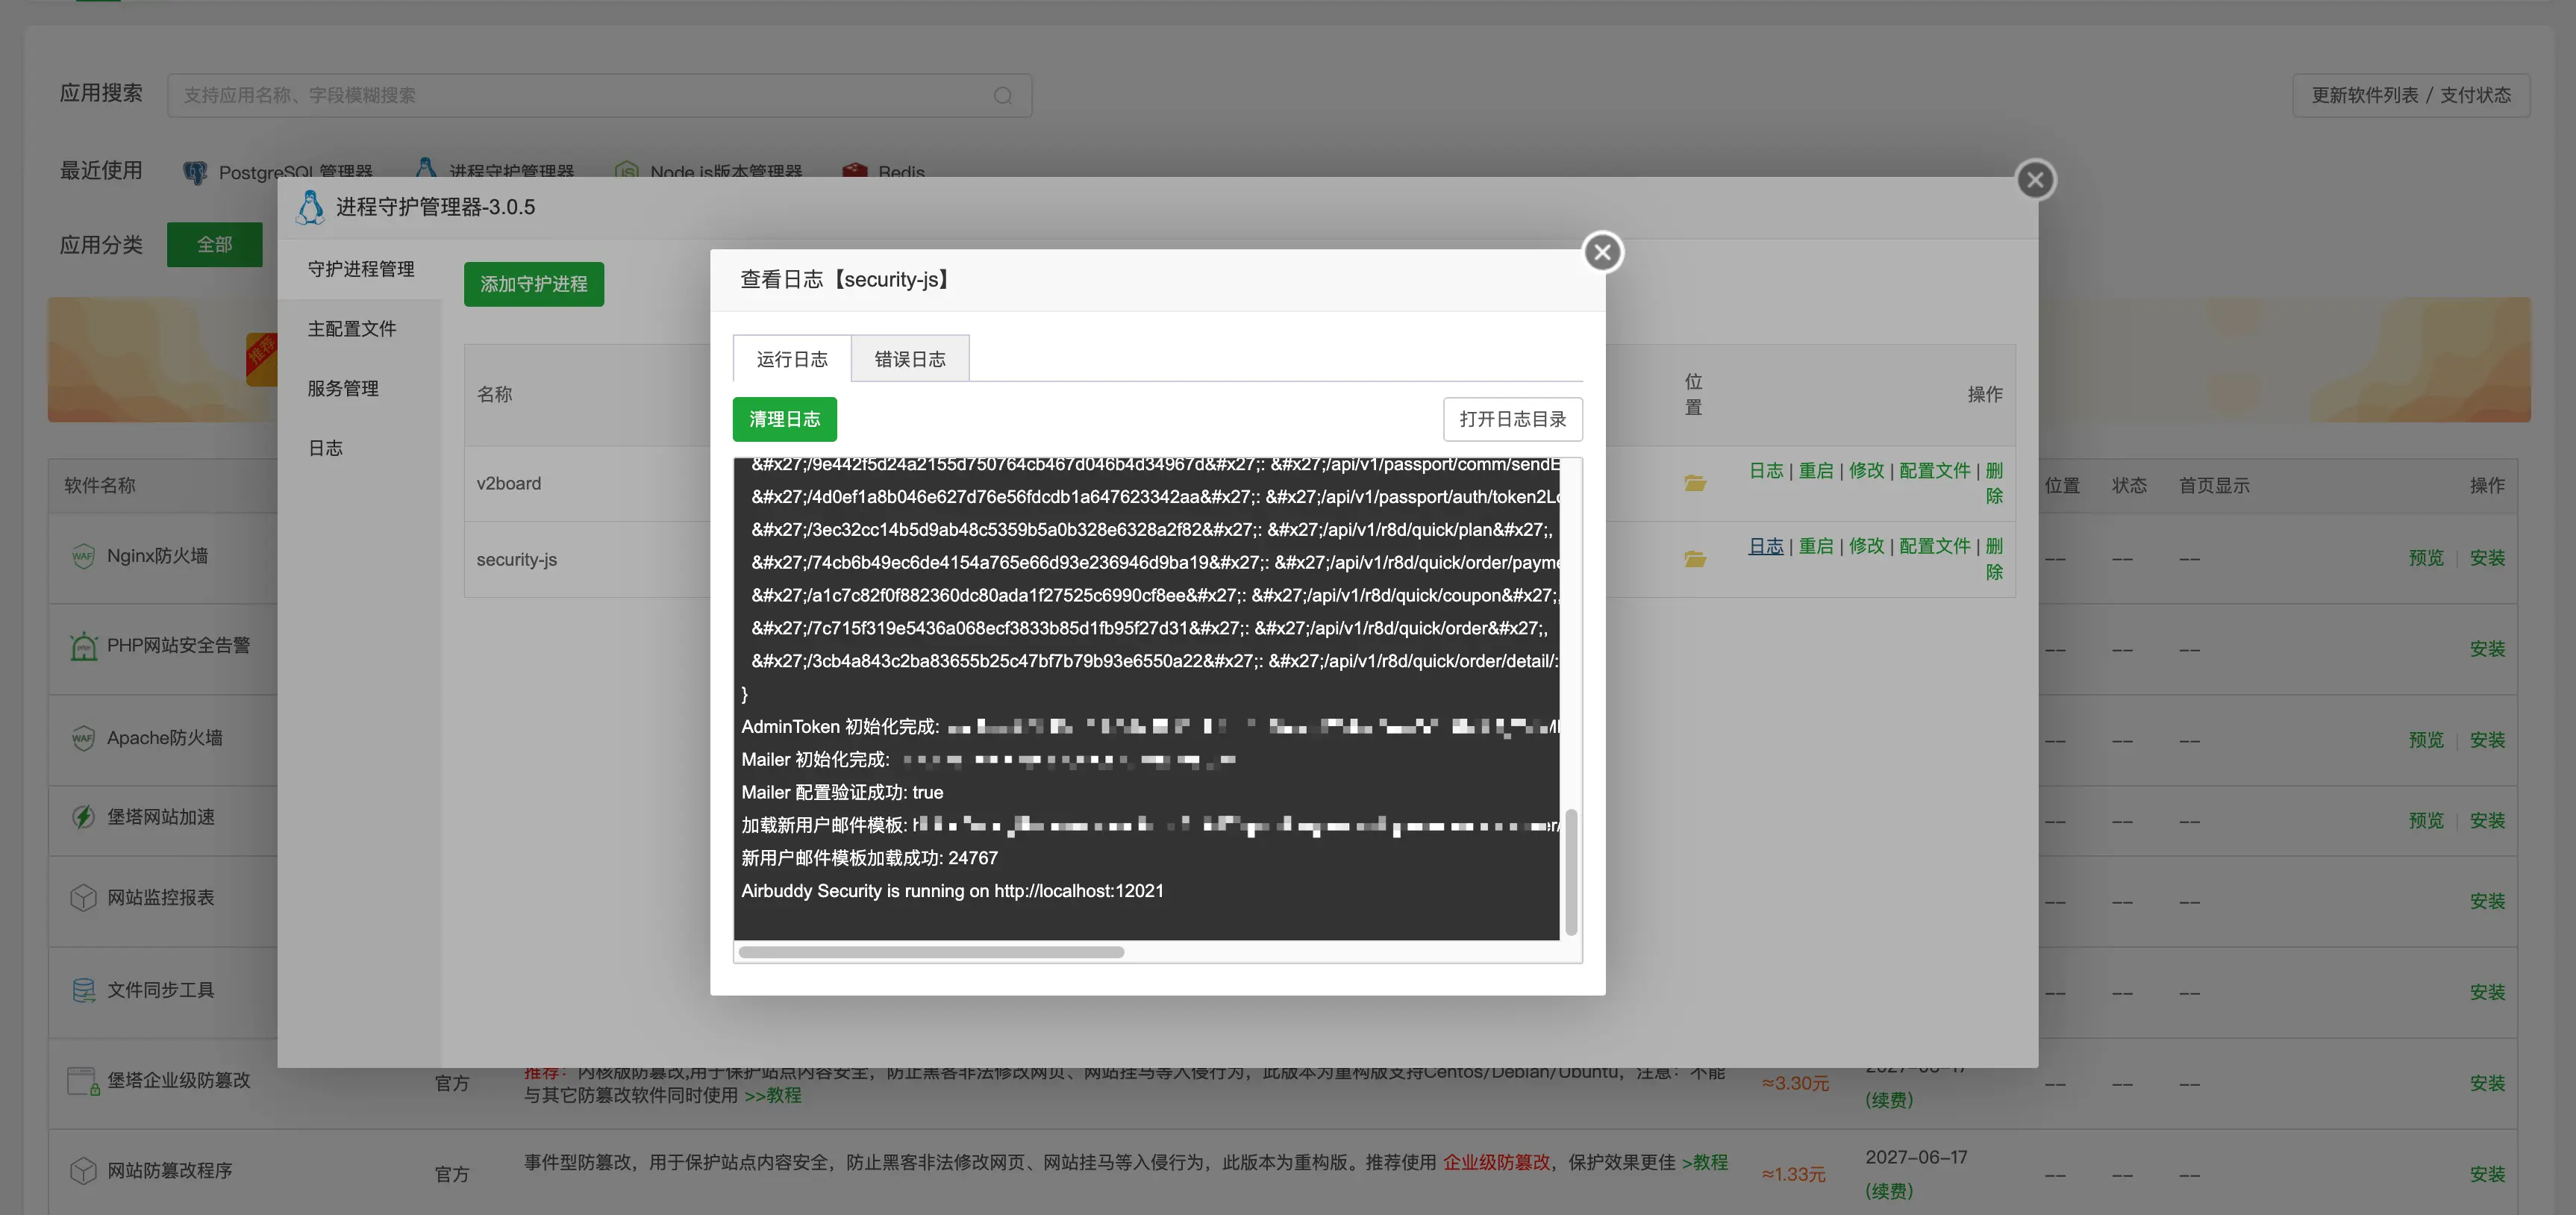 应用搜索
支持应用名称、字段模糊搜索
更新软件列表 / 支付状态
最近使用
PostgreSQL管理器
进程守护管理器
Node.js版本管理器
Redis
进程守护管理器-3.0.5
应用分类
全部
守护进程管理
主配置文件
服务管理
日志
添加守护进程
推荐
名称
位置
操作
v2board
日志 | 重启 | 修改 | 配置文件 | 删除
security-js
日志 | 重启 | 修改 | 配置文件 | 删除
查看日志【security-js】
运行日志
错误日志
清理日志
打开日志目录
&#x27;/9e442f5d24a2155d750764cb467d046b4d34967d&#x27;: &#x27;/api/v1/passport/comm/sendE
&#x27;/4d0ef1a8b046e627d76e56fdcdb1a647623342aa&#x27;: &#x27;/api/v1/passport/auth/token2Lo
&#x27;/3ec32cc14b5d9ab48c5359b5a0b328e6328a2f82&#x27;: &#x27;/api/v1/r8d/quick/plan&#x27;,
&#x27;/74cb6b49ec6de4154a765e66d93e236946d9ba19&#x27;: &#x27;/api/v1/r8d/quick/order/payme
&#x27;/a1c7c82f0f882360dc80ada1f27525c6990cf8ee&#x27;: &#x27;/api/v1/r8d/quick/coupon&#x27;,
&#x27;/7c715f319e5436a068ecf3833b85d1fb95f27d31&#x27;: &#x27;/api/v1/r8d/quick/order&#x27;,
&#x27;/3cb4a843c2ba83655b25c47bf7b79b93e6550a22&#x27;: &#x27;/api/v1/r8d/quick/order/detail/:
}
AdminToken 初始化完成:
Mailer 初始化完成:
Mailer 配置验证成功: true
加载新用户邮件模板:
新用户邮件模板加载成功: 24767
Airbuddy Security is running on http://localhost:12021
软件名称
位置
状态
首页显示
操作
Nginx防火墙
-- -- --
预览 | 安装
PHP网站安全告警
-- -- --
安装
Apache防火墙
-- -- --
预览 | 安装
堡塔网站加速
-- -- --
预览 | 安装
网站监控报表
-- -- --
安装
文件同步工具
-- -- --
安装
堡塔企业级防篡改
官方
推荐：内核版防篡改,用于保护站点内容安全，防止黑客非法修改网页、网站挂马等入侵行为，此版本为重构版支持Centos/Debian/Ubuntu，注意：不能
与其它防篡改软件同时使用 >>教程
≈3.30元
2027-06-17
(续费)
-- -- --
安装
网站防篡改程序
官方
事件型防篡改，用于保护站点内容安全，防止黑客非法修改网页、网站挂马等入侵行为，此版本为重构版。推荐使用 企业级防篡改，保护效果更佳 >教程
≈1.33元
2027-06-17
(续费)
-- -- --
安装